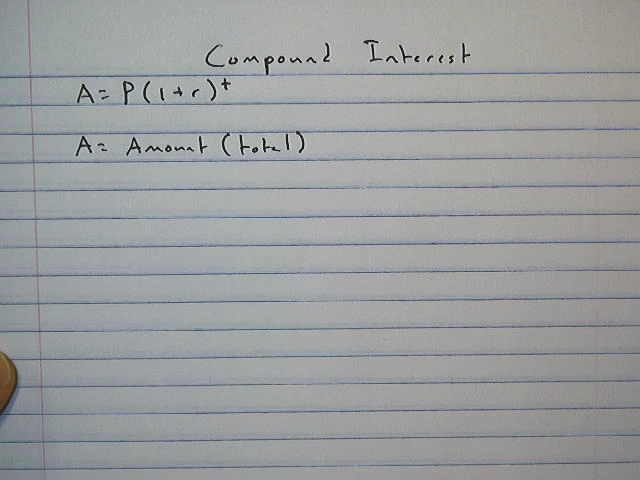 Compound Interest
A= P(1+r)^t
A= Amount (total)